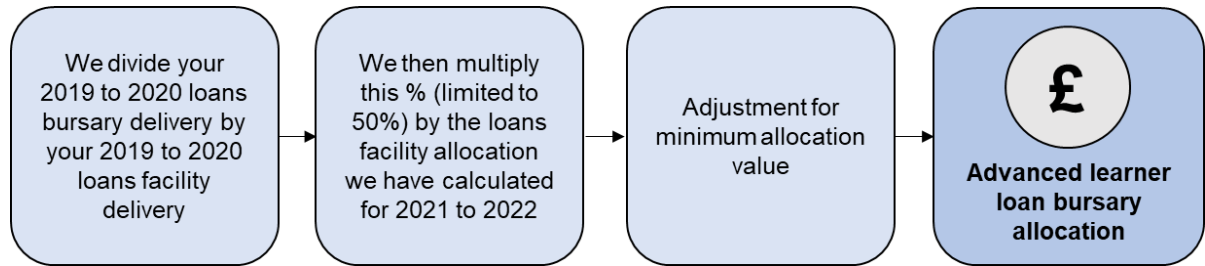 We divide your
2019 to 2020 loans
bursary delivery by
your 2019 to 2020
loans facility
delivery
We then multiply
this % (limited to
50%) by the loans
facility allocation
we have calculated
for 2021 to 2022
Adjustment for
minimum allocation
value
£
Advanced learner
loan bursary
allocation